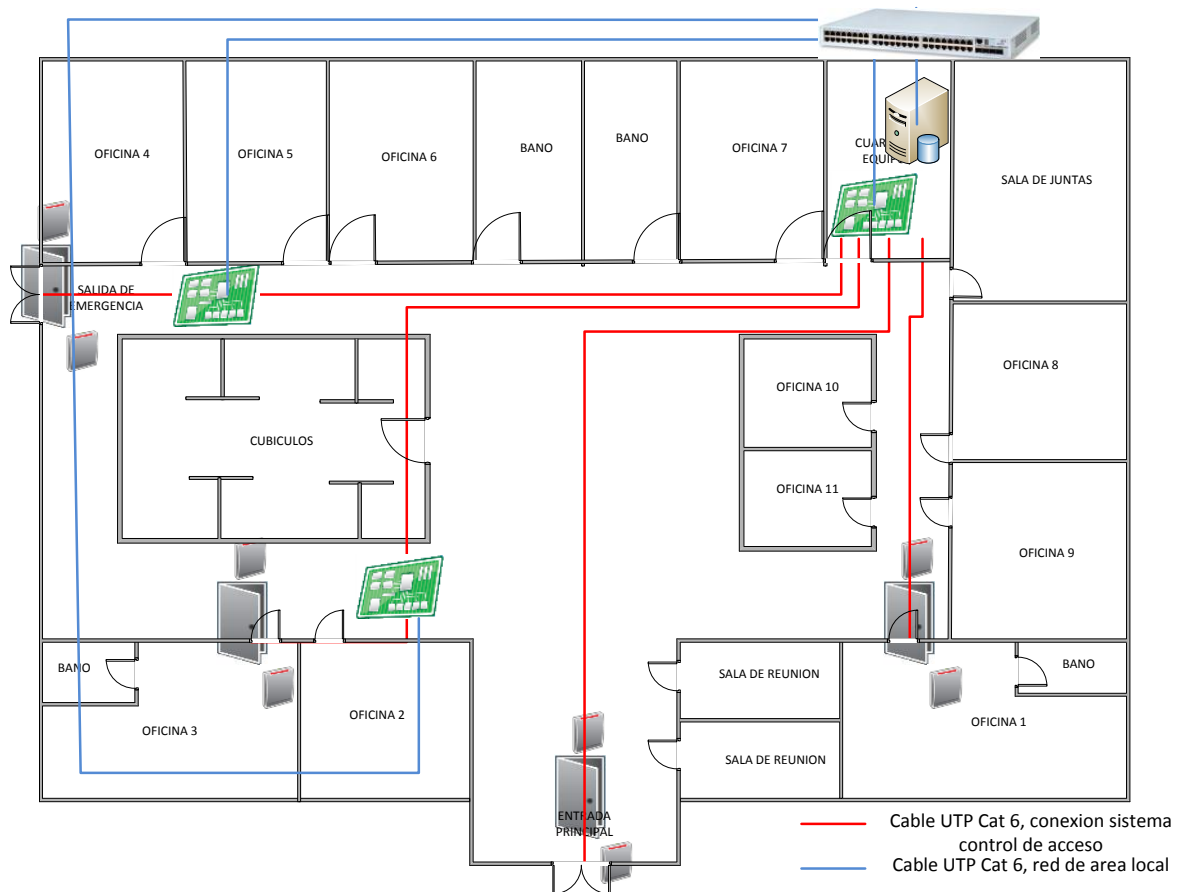 OFICINA 4
OFICINA 5
OFICINA 6
BANO
BANO
OFICINA 7
SALA DE JUNTAS
SALIDA DE
EMERGENCIA
OFICINA 10
OFICINA 8
CUBICULOS
OFICINA 11
OFICINA 9
BANO
OFICINA 3
OFICINA 2
SALA DE REUNION
SALA DE REUNION
BANO
OFICINA 1
ENTRADA
PRINCIPAL
Cable UTP Cat 6, conexion sistema
control de acceso
Cable UTP Cat 6, red de area local